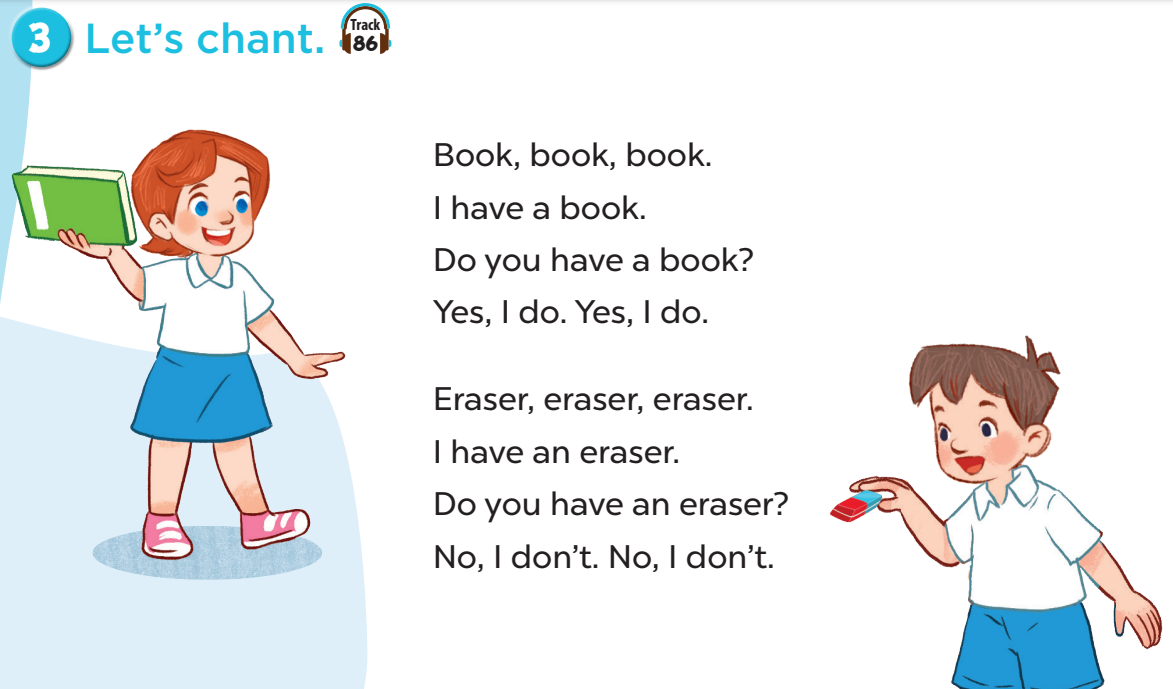 3 Let's chant. Track 86
Book, book, book.
I have a book.
Do you have a book?
Yes, I do. Yes, I do.
Eraser, eraser, eraser.
I have an eraser.
Do you have an eraser?
No, I don't. No, I don't.